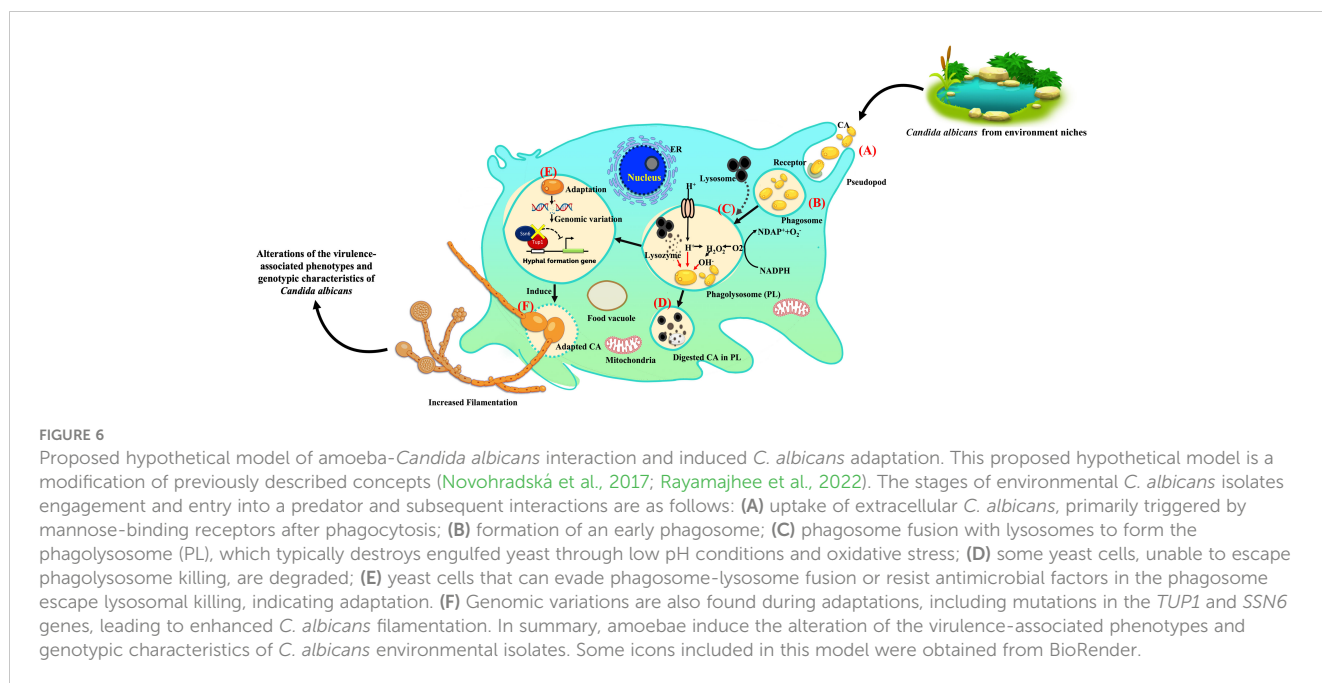 Candida albicans from environment niches
CA
(A)
Pseudopod
Receptor
(B)
Phagosome
Lysosome
(C)
H⁺
ER
Nucleus
(E)
Adaptation
Genomic variation
Ssn6
Tup1
Hyphal formation gene
Lysozyme
H⁺
H₂O₂
O2
OH⁻
NDAP⁺+O₂⁻
NADPH
Phagolysosome (PL)
(D)
Digested CA in PL
Food vacuole
Mitochondria
Induce
(F)
Adapted CA
Increased Filamentation
Alterations of the virulence-
associated phenotypes and
genotypic characteristics of
Candida albicans
FIGURE 6
Proposed hypothetical model of amoeba-Candida albicans interaction and induced C. albicans adaptation. This proposed hypothetical model is a
modification of previously described concepts (Novohradská et al., 2017; Rayamajhee et al., 2022). The stages of environmental C. albicans isolates
engagement and entry into a predator and subsequent interactions are as follows: (A) uptake of extracellular C. albicans, primarily triggered by
mannose-binding receptors after phagocytosis; (B) formation of an early phagosome; (C) phagosome fusion with lysosomes to form the
phagolysosome (PL), which typically destroys engulfed yeast through low pH conditions and oxidative stress; (D) some yeast cells, unable to escape
phagolysosome killing, are degraded; (E) yeast cells that can evade phagosome-lysosome fusion or resist antimicrobial factors in the phagosome
escape lysosomal killing, indicating adaptation. (F) Genomic variations are also found during adaptations, including mutations in the TUP1 and SSN6
genes, leading to enhanced C. albicans filamentation. In summary, amoebae induce the alteration of the virulence-associated phenotypes and
genotypic characteristics of C. albicans environmental isolates. Some icons included in this model were obtained from BioRender.